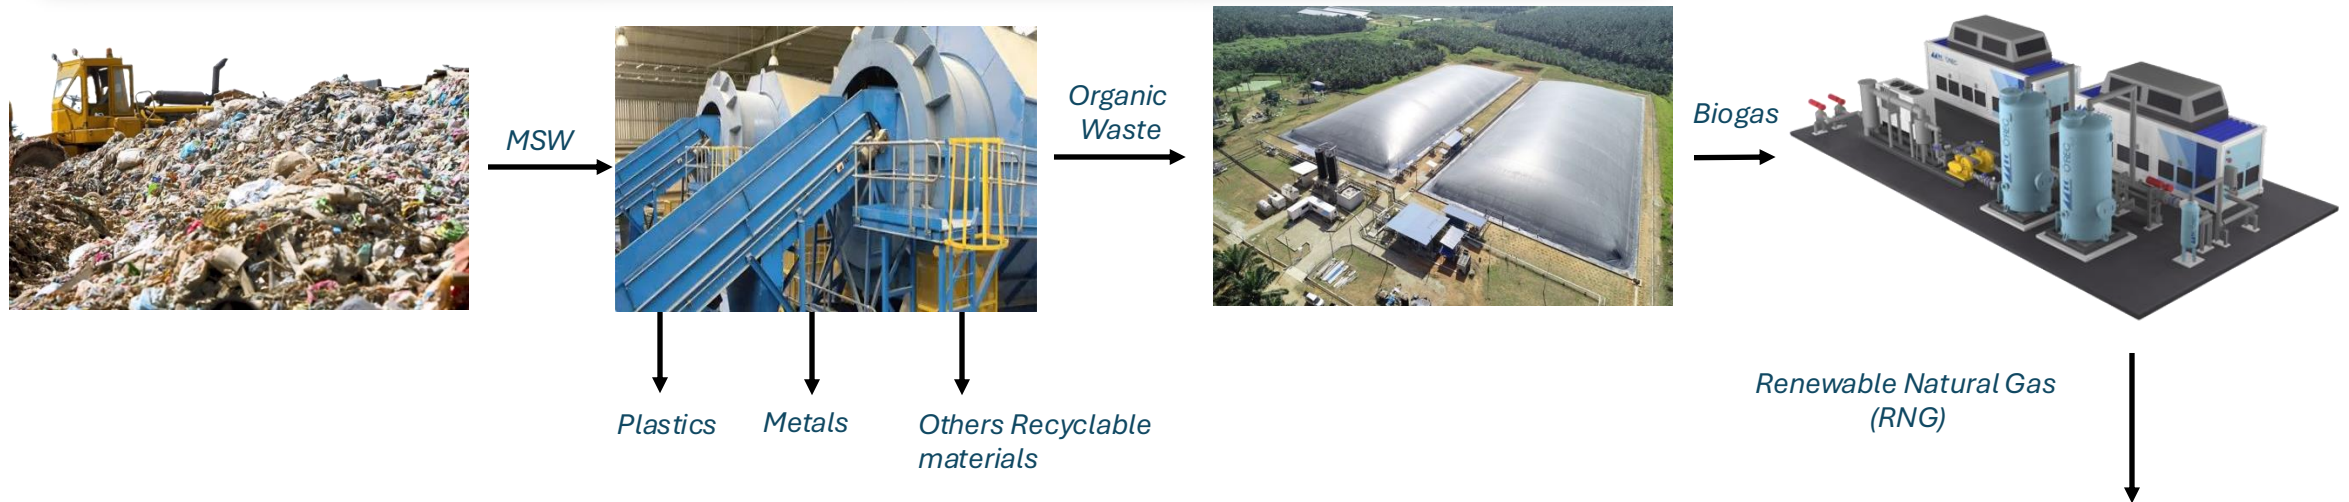 MSW
Organic
Waste
Biogas
Plastics
Metals
Others Recyclable
materials
Renewable Natural Gas
(RNG)